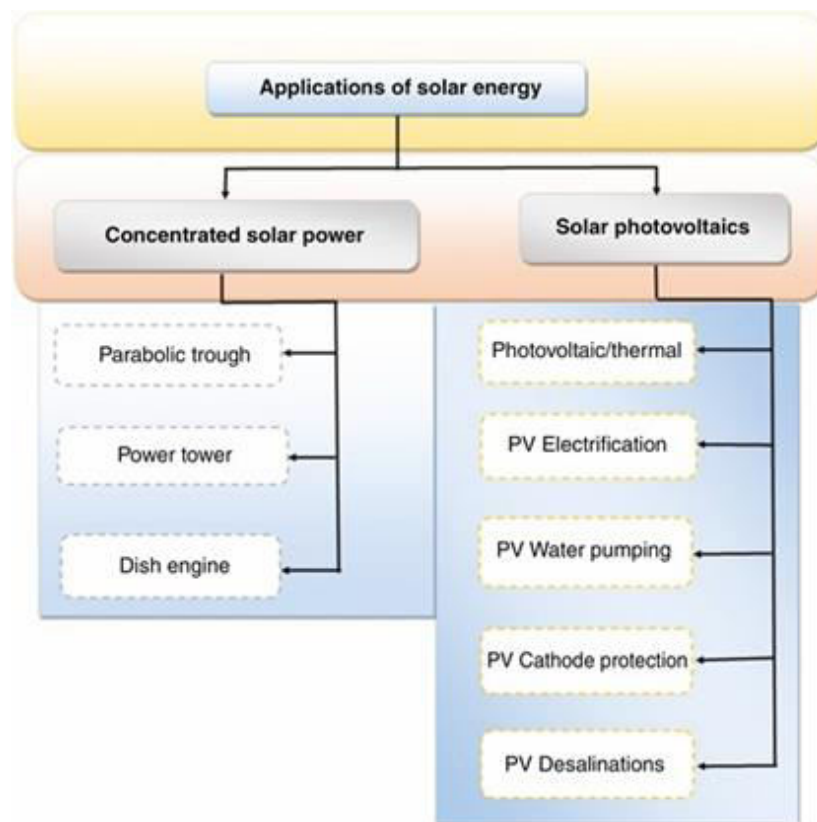 Applications of solar energy
Concentrated solar power
Solar photovoltaics
Parabolic trough
Power tower
Dish engine
Photovoltaic/thermal
PV Electrification
PV Water pumping
PV Cathode protection
PV Desalinations